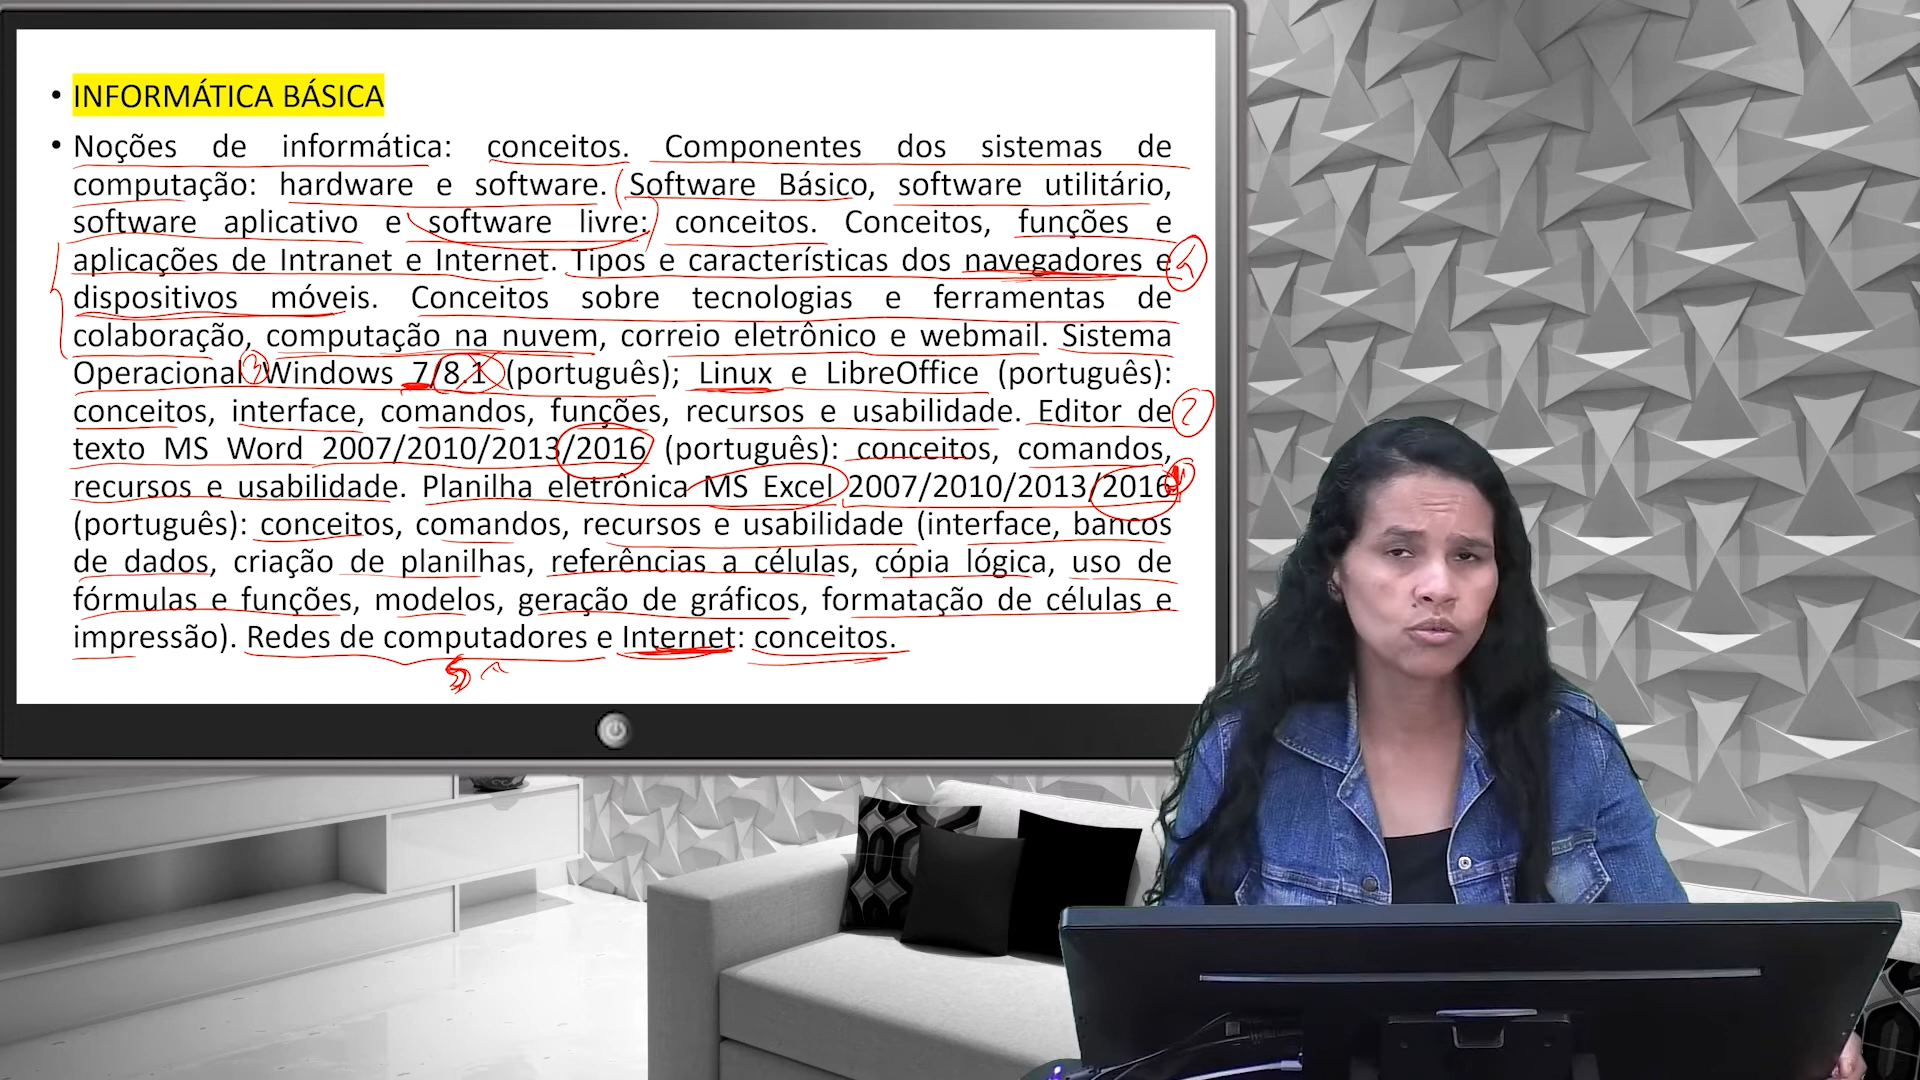 • INFORMÁTICA BÁSICA
• Noções de informática: conceitos. Componentes dos sistemas de
computação: hardware e software. Software Básico, software utilitário,
software aplicativo e software livre: conceitos. Conceitos, funções e
aplicações de Intranet e Internet. Tipos e características dos navegadores e
dispositivos móveis. Conceitos sobre tecnologias e ferramentas de
colaboração, computação na nuvem, correio eletrônico e webmail. Sistema
Operacional 3 Windows 7/8.1 (português); Linux e LibreOffice (português):
conceitos, interface, comandos, funções, recursos e usabilidade. Editor de 2
texto MS Word 2007/2010/2013/2016 (português): conceitos, comandos,
recursos e usabilidade. Planilha eletrônica MS Excel 2007/2010/2013/2016
(português): conceitos, comandos, recursos e usabilidade (interface, bancos
de dados, criação de planilhas, referências a células, cópia lógica, uso de
fórmulas e funções, modelos, geração de gráficos, formatação de células e
impressão). Redes de computadores e Internet: conceitos.
5